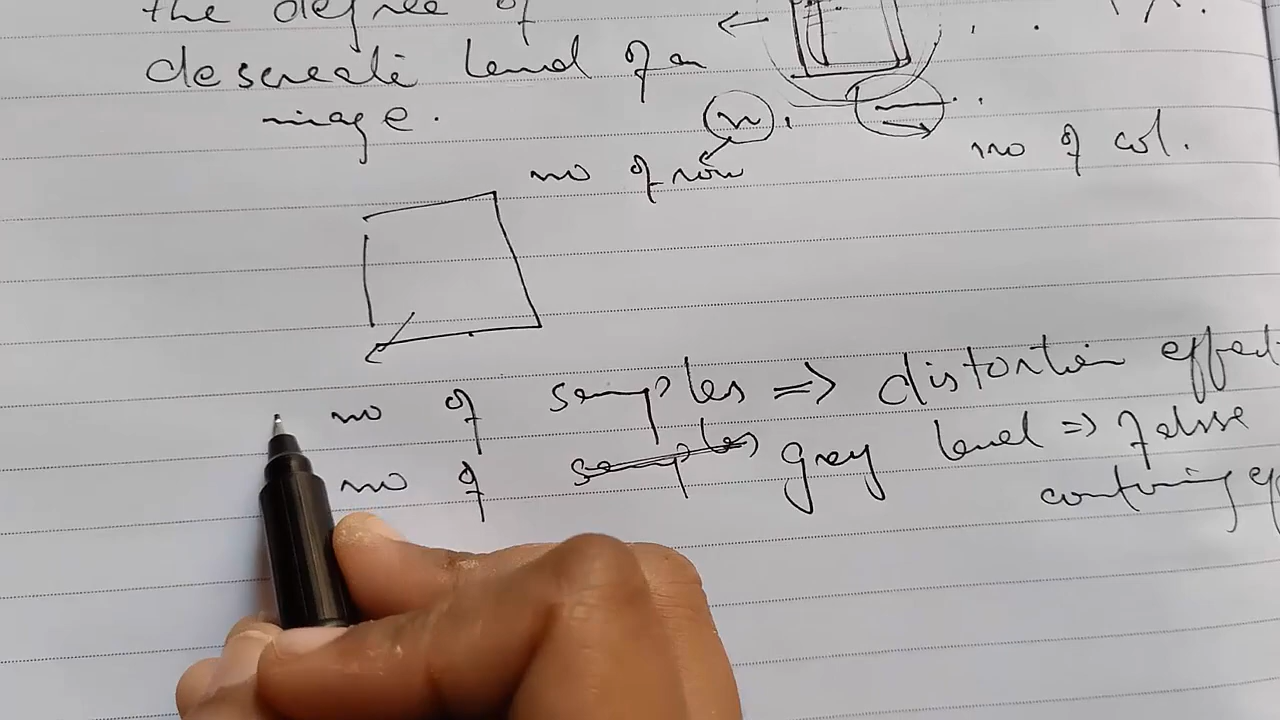 the degree of
descreate level of an
image.
n.
no of row
no of col.
no of samples => distortion effect
no of samples grey level => false
contouring